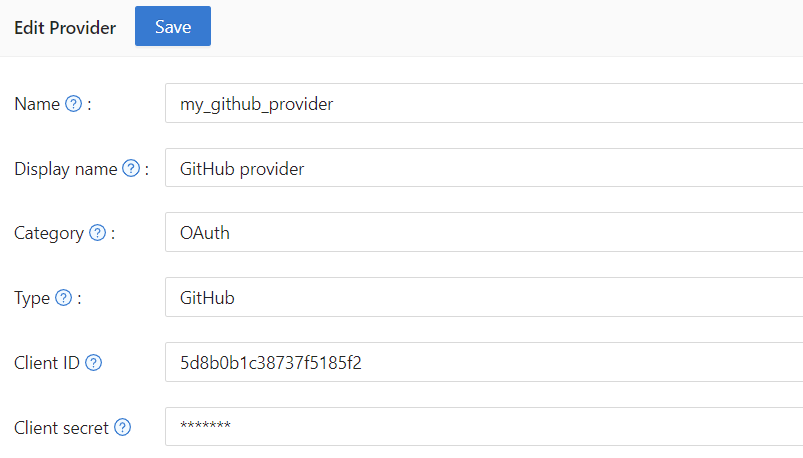 Edit Provider Save
Name ? : my_github_provider
Display name ? : GitHub provider
Category ? : OAuth
Type ? : GitHub
Client ID ? 5d8b0b1c38737f5185f2
Client secret ? *******